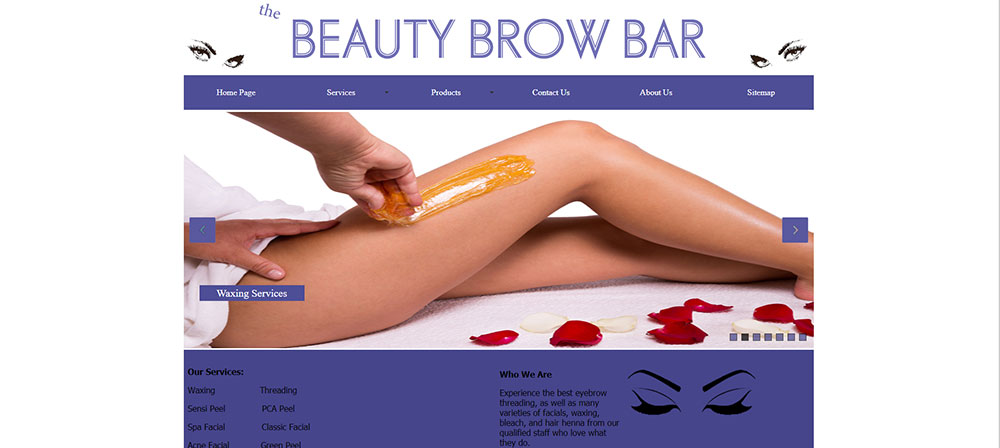 the
BEAUTY BROW BAR
Home Page Services Products Contact Us About Us Sitemap
Waxing Services
Our Services:
Waxing Threading
Sensi Peel PCA Peel
Spa Facial Classic Facial
Acne Facial Green Peel
Who We Are
Experience the best eyebrow
threading, as well as many
varieties of facials, waxing,
bleach, and hair henna from our
qualified staff who love what
they do.